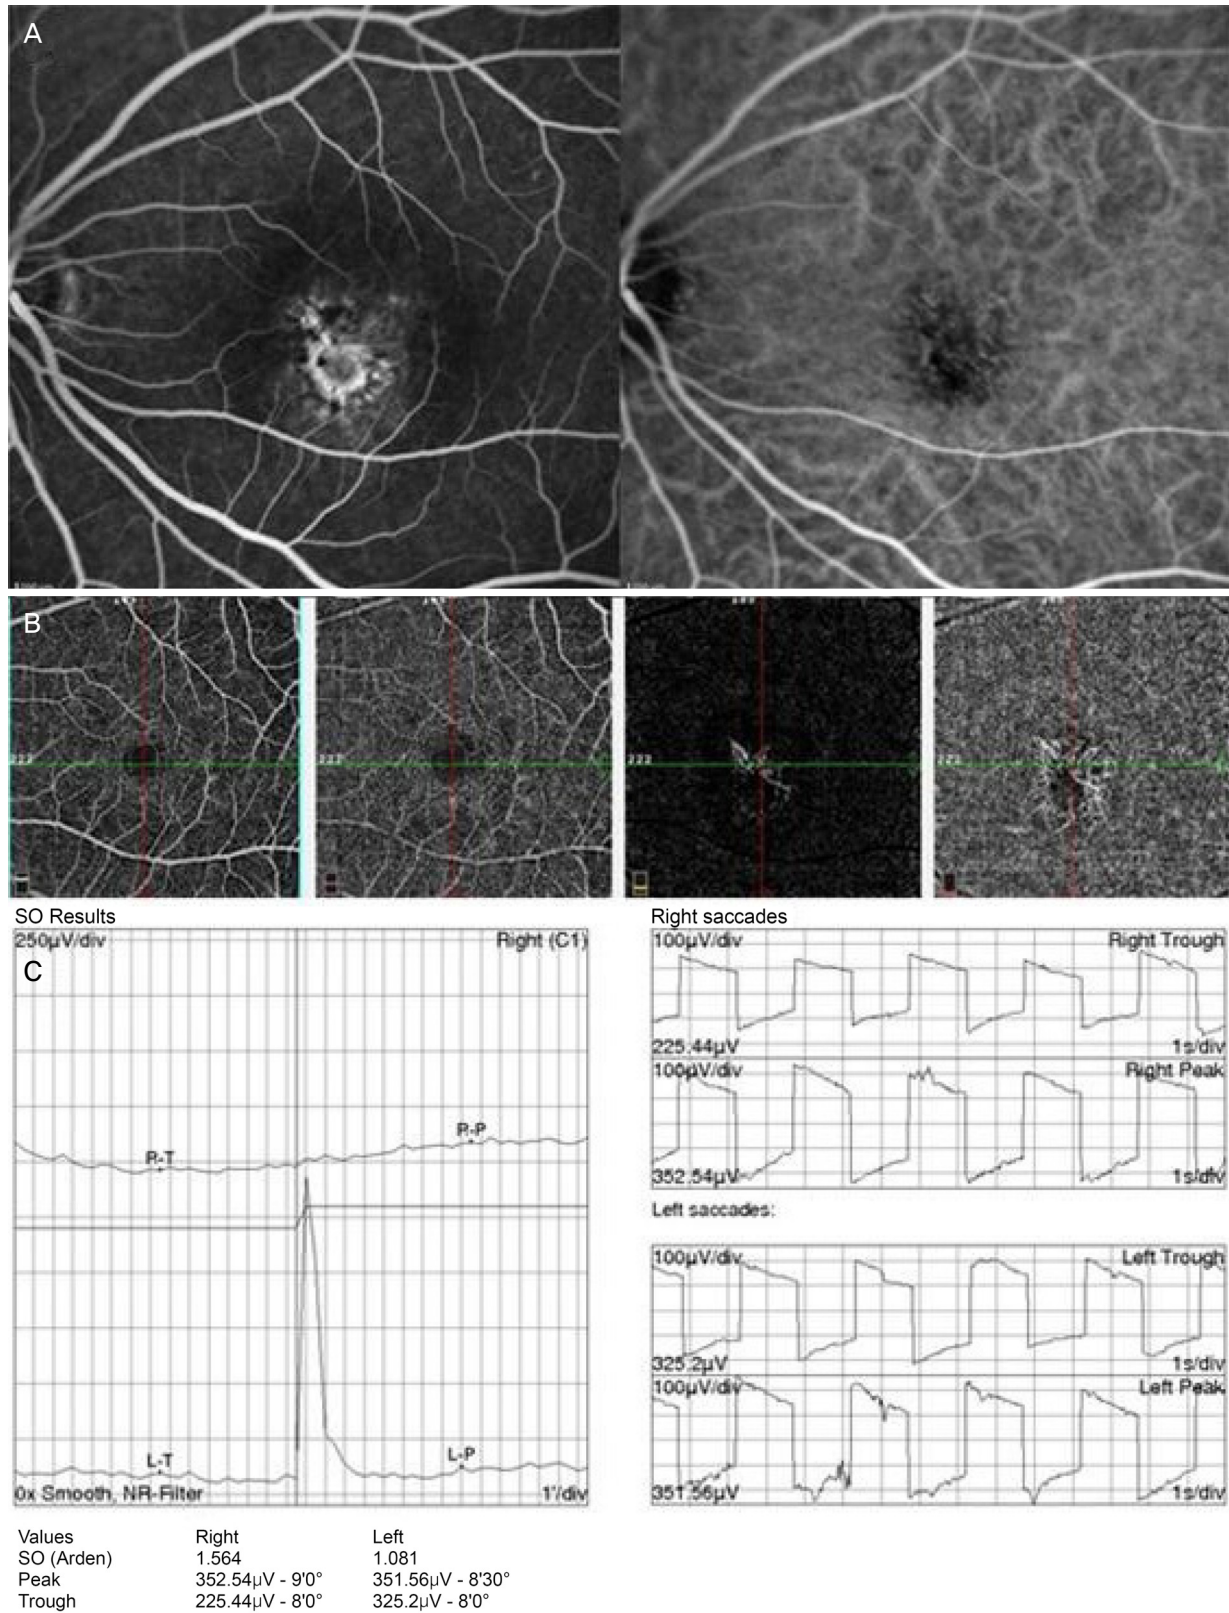 A
B
SO Results
250µV/div
Right (C1)
C
R-T
R-P
L-T
L-P
0x Smooth, NR-Filter
1'/div
Right saccades
100µV/div
Right Trough
225.44µV
1s/div
100µV/div
Right Peak
352.54µV
1s/div
Left saccades:
100µV/div
Left Trough
325.2µV
1s/div
100µV/div
Left Peak
351.56µV
1s/div
Values Right Left
SO (Arden) 1.564 1.081
Peak 352.54µV - 9'0° 351.56µV - 8'30°
Trough 225.44µV - 8'0° 325.2µV - 8'0°